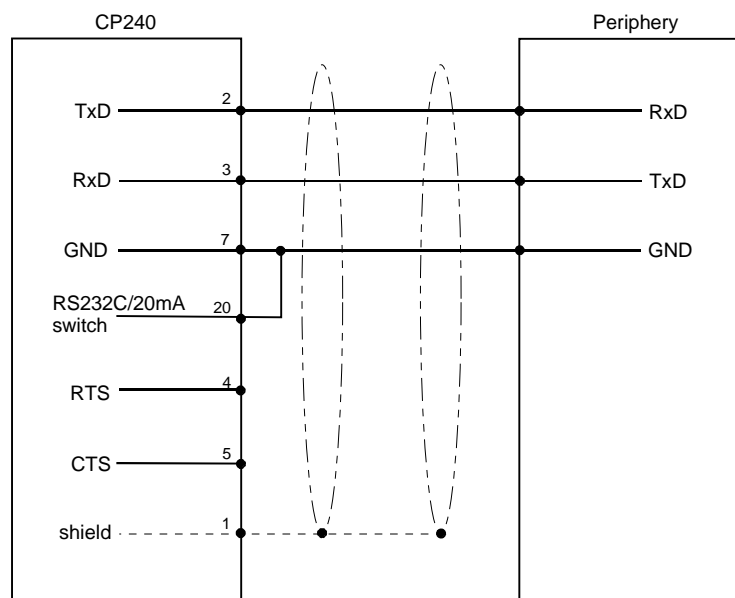 CP240
Periphery
TxD 2 RxD
RxD 3 TxD
GND 7 GND
RS232C/20mA 20
switch
RTS 4
CTS 5
shield 1